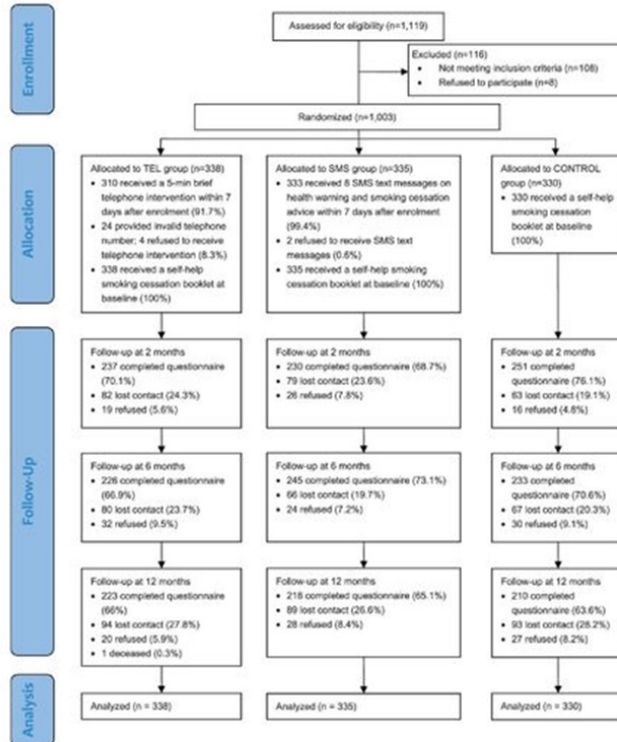 Enrollment
Assessed for eligibility (n=1,119)
Excluded (n=116)
• Not meeting inclusion criteria (n=108)
• Refused to participate (n=8)
Randomized (n=1,003)
Allocation
Allocated to TEL group (n=338)
• 310 received a 5-min brief
telephone intervention within 7
days after enrolment (91.7%)
• 24 provided invalid telephone
number; 4 refused to receive
telephone intervention (8.3%)
• 338 received a self-help
smoking cessation booklet at
baseline (100%)
Allocated to SMS group (n=335)
• 333 received 8 SMS text messages on
health warning and smoking cessation
advice within 7 days after enrolment
(99.4%)
• 2 refused to receive SMS text
messages (0.6%)
• 335 received a self-help smoking
cessation booklet at baseline (100%)
Allocated to CONTROL
group (n=330)
• 330 received a self-help
smoking cessation
booklet at baseline
(100%)
Follow-Up
Follow-up at 2 months
• 237 completed questionnaire
(70.1%)
• 82 lost contact (24.3%)
• 19 refused (5.6%)
Follow-up at 2 months
• 230 completed questionnaire (68.7%)
• 79 lost contact (23.6%)
• 26 refused (7.8%)
Follow-up at 2 months
• 251 completed
questionnaire (76.1%)
• 63 lost contact (19.1%)
• 16 refused (4.8%)
Follow-up at 6 months
• 226 completed questionnaire
(66.9%)
• 80 lost contact (23.7%)
• 32 refused (9.5%)
Follow-up at 6 months
• 245 completed questionnaire (73.1%)
• 66 lost contact (19.7%)
• 24 refused (7.2%)
Follow-up at 6 months
• 233 completed
questionnaire (70.6%)
• 67 lost contact (20.3%)
• 30 refused (9.1%)
Follow-up at 12 months
• 223 completed questionnaire
(66%)
• 94 lost contact (27.8%)
• 20 refused (5.9%)
• 1 deceased (0.3%)
Follow-up at 12 months
• 218 completed questionnaire (65.1%)
• 89 lost contact (26.6%)
• 28 refused (8.4%)
Follow-up at 12 months
• 210 completed
questionnaire (63.6%)
• 93 lost contact (28.2%)
• 27 refused (8.2%)
Analysis
Analyzed (n = 338)
Analyzed (n = 335)
Analyzed (n = 330)